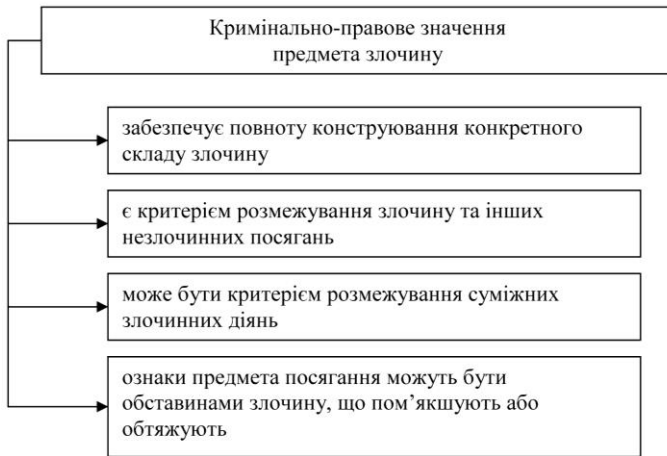 Кримінально-правове значення
предмета злочину
забезпечує повноту конструювання конкретного
складу злочину
є критерієм розмежування злочину та інших
незлочинних посягань
може бути критерієм розмежування суміжних
злочинних діянь
ознаки предмета посягання можуть бути
обставинами злочину, що пом’якшують або
обтяжують